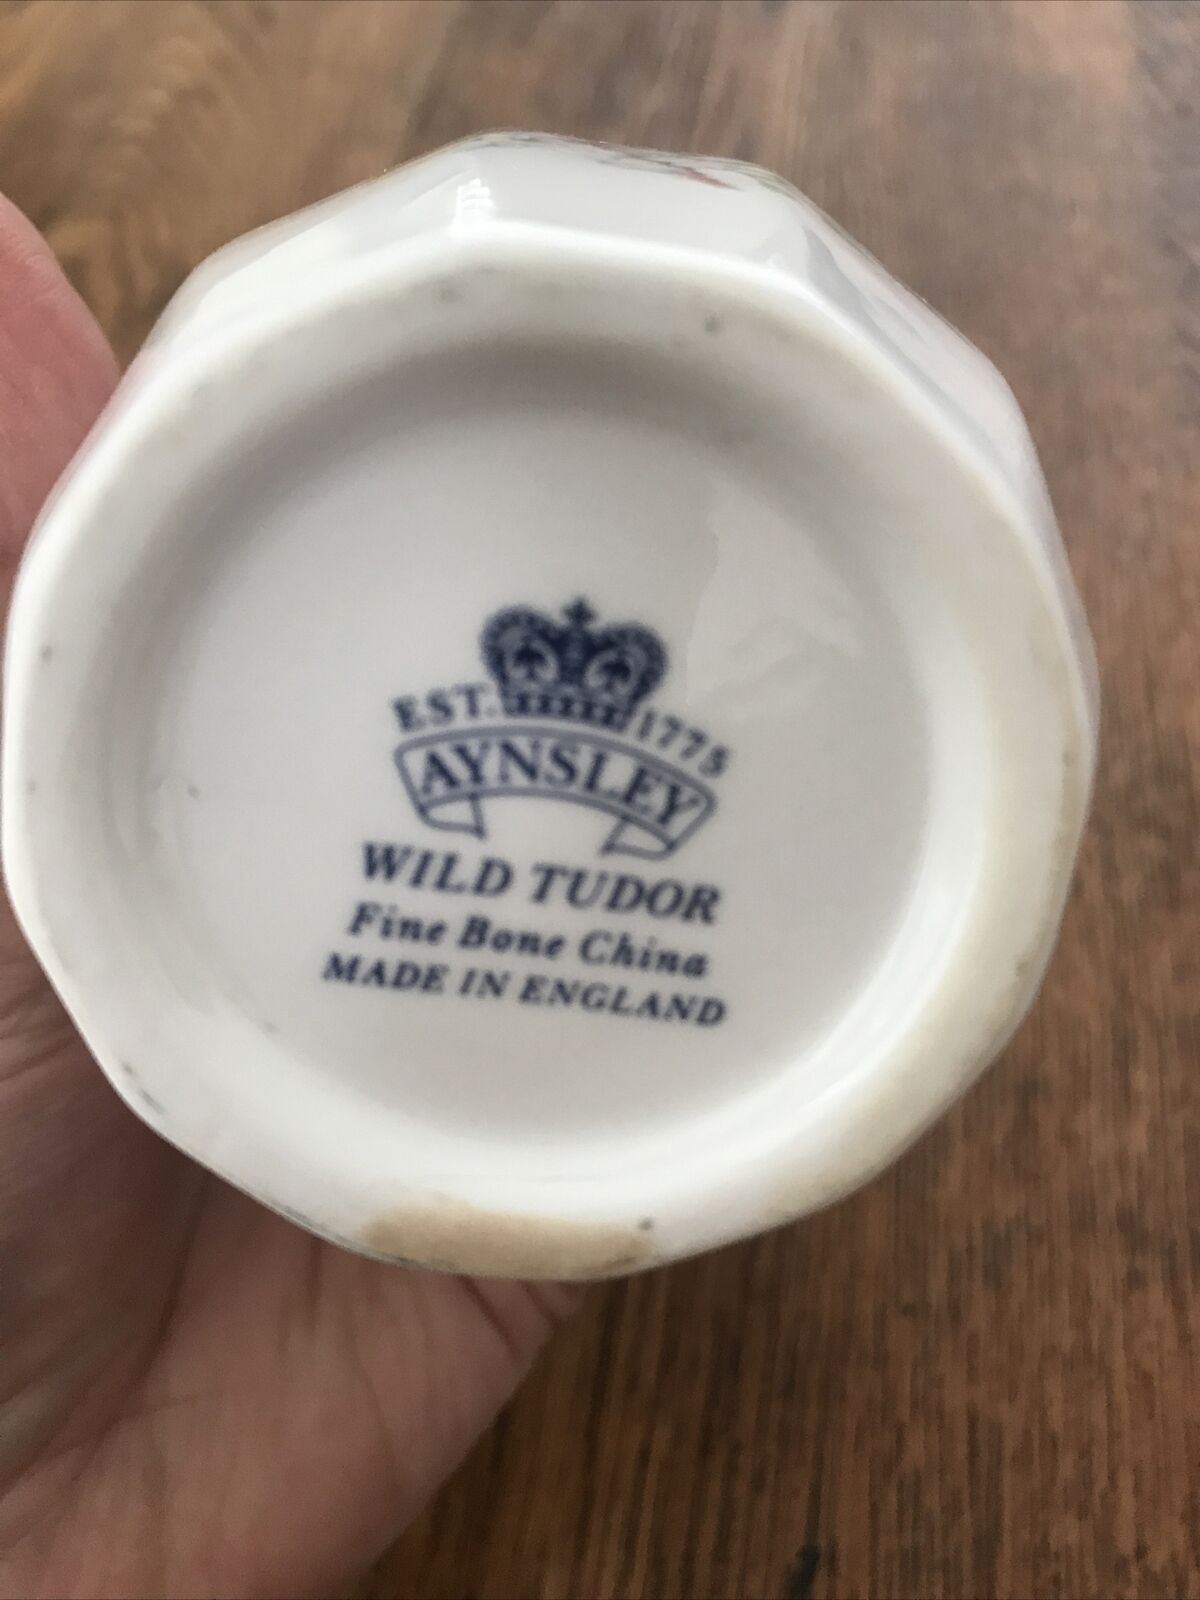 EST. 1775
AYNSLEY
WILD TUDOR
Fine Bone China
MADE IN ENGLAND